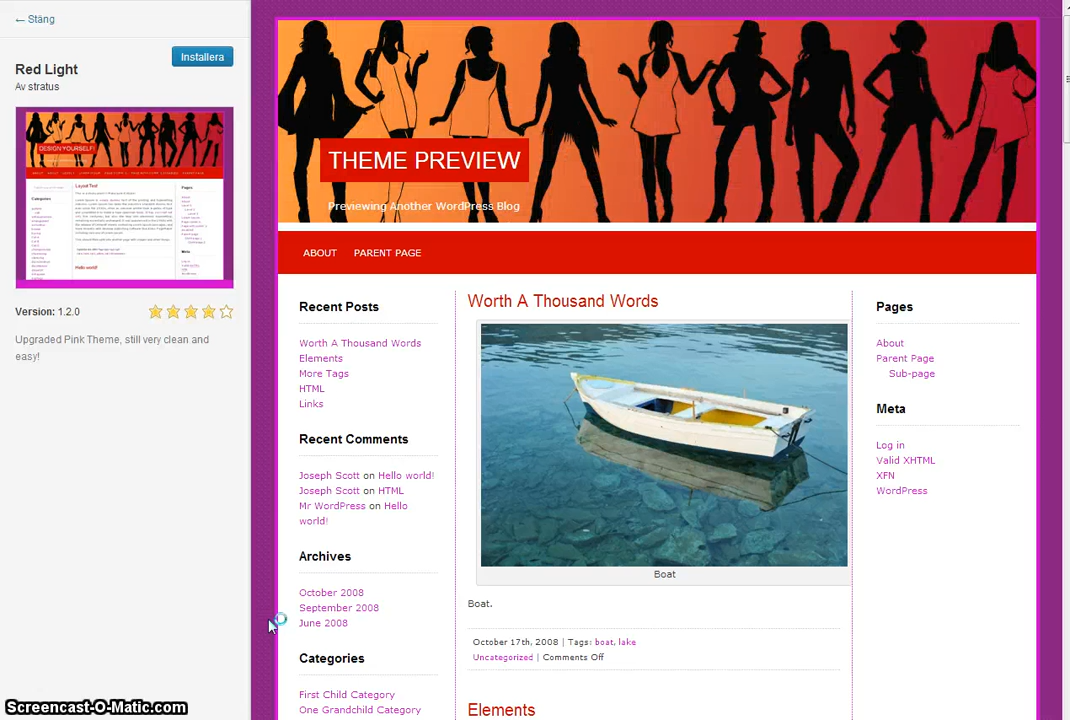 ← Stäng
Installera
Red Light
Av stratus
DESIGN YOURSELF!
Version: 1.2.0
Upgraded Pink Theme, still very clean and
easy!
THEME PREVIEW
Previewing Another WordPress Blog
ABOUT PARENT PAGE
Recent Posts
Worth A Thousand Words
Elements
More Tags
HTML
Links
Recent Comments
Joseph Scott on Hello world!
Joseph Scott on HTML
Mr WordPress on Hello
world!
Archives
October 2008
September 2008
June 2008
Categories
First Child Category
One Grandchild Category
Worth A Thousand Words
Boat
Boat.
October 17th, 2008 | Tags: boat, lake
Uncategorized | Comments Off
Elements
Pages
About
Parent Page
Sub-page
Meta
Log in
Valid XHTML
XFN
WordPress
Screencast-O-Matic.com